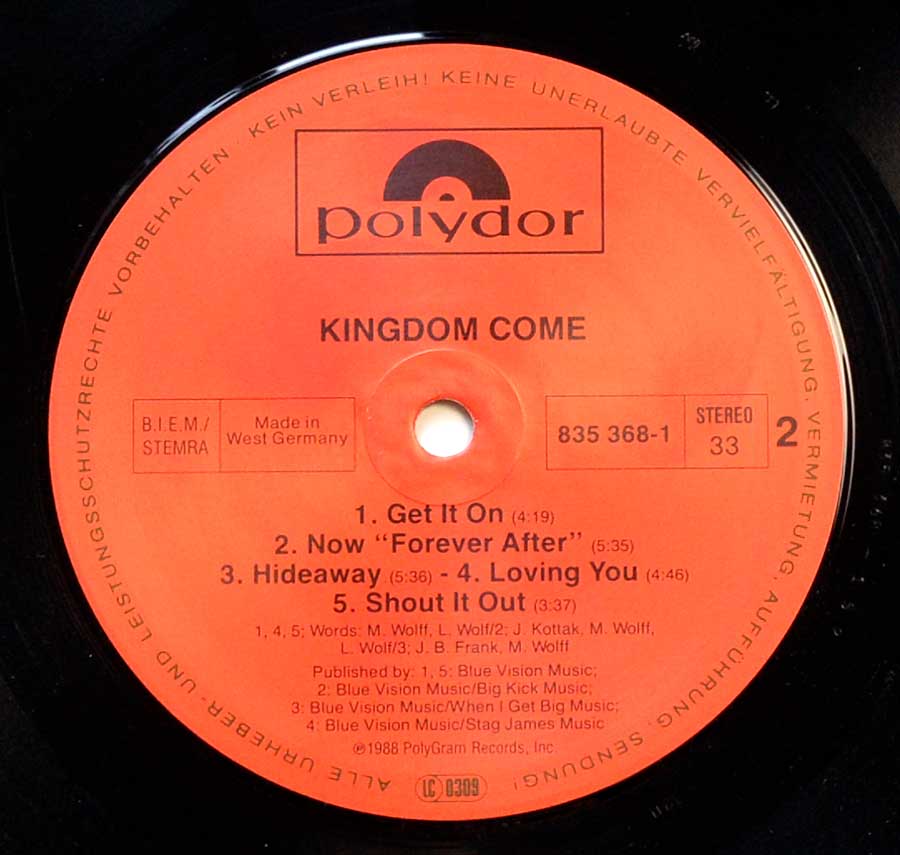 ALLE URHEBER- UND LEISTUNGSSCHUTZRECHTE VORBEHALTEN · KEIN VERLEIH! KEINE UNERLAUBTE VERVIELFÄLTIGUNG, VERMIETUNG, AUFFÜHRUNG, SENDUNG!
polydor
KINGDOM COME
B.I.E.M./
STEMRA
Made in
West Germany
835 368-1
STEREO
33
2
1. Get It On (4:19)
2. Now “Forever After” (5:35)
3. Hideaway (5:36) - 4. Loving You (4:46)
5. Shout It Out (3:37)
1, 4, 5; Words: M. Wolff, L. Wolf/2; J. Kottak, M. Wolff,
L. Wolf/3; J. B. Frank, M. Wolff
Published by: 1, 5: Blue Vision Music;
2: Blue Vision Music/Big Kick Music;
3: Blue Vision Music/When I Get Big Music;
4: Blue Vision Music/Stag James Music
℗1988 PolyGram Records, Inc.
LC 0309